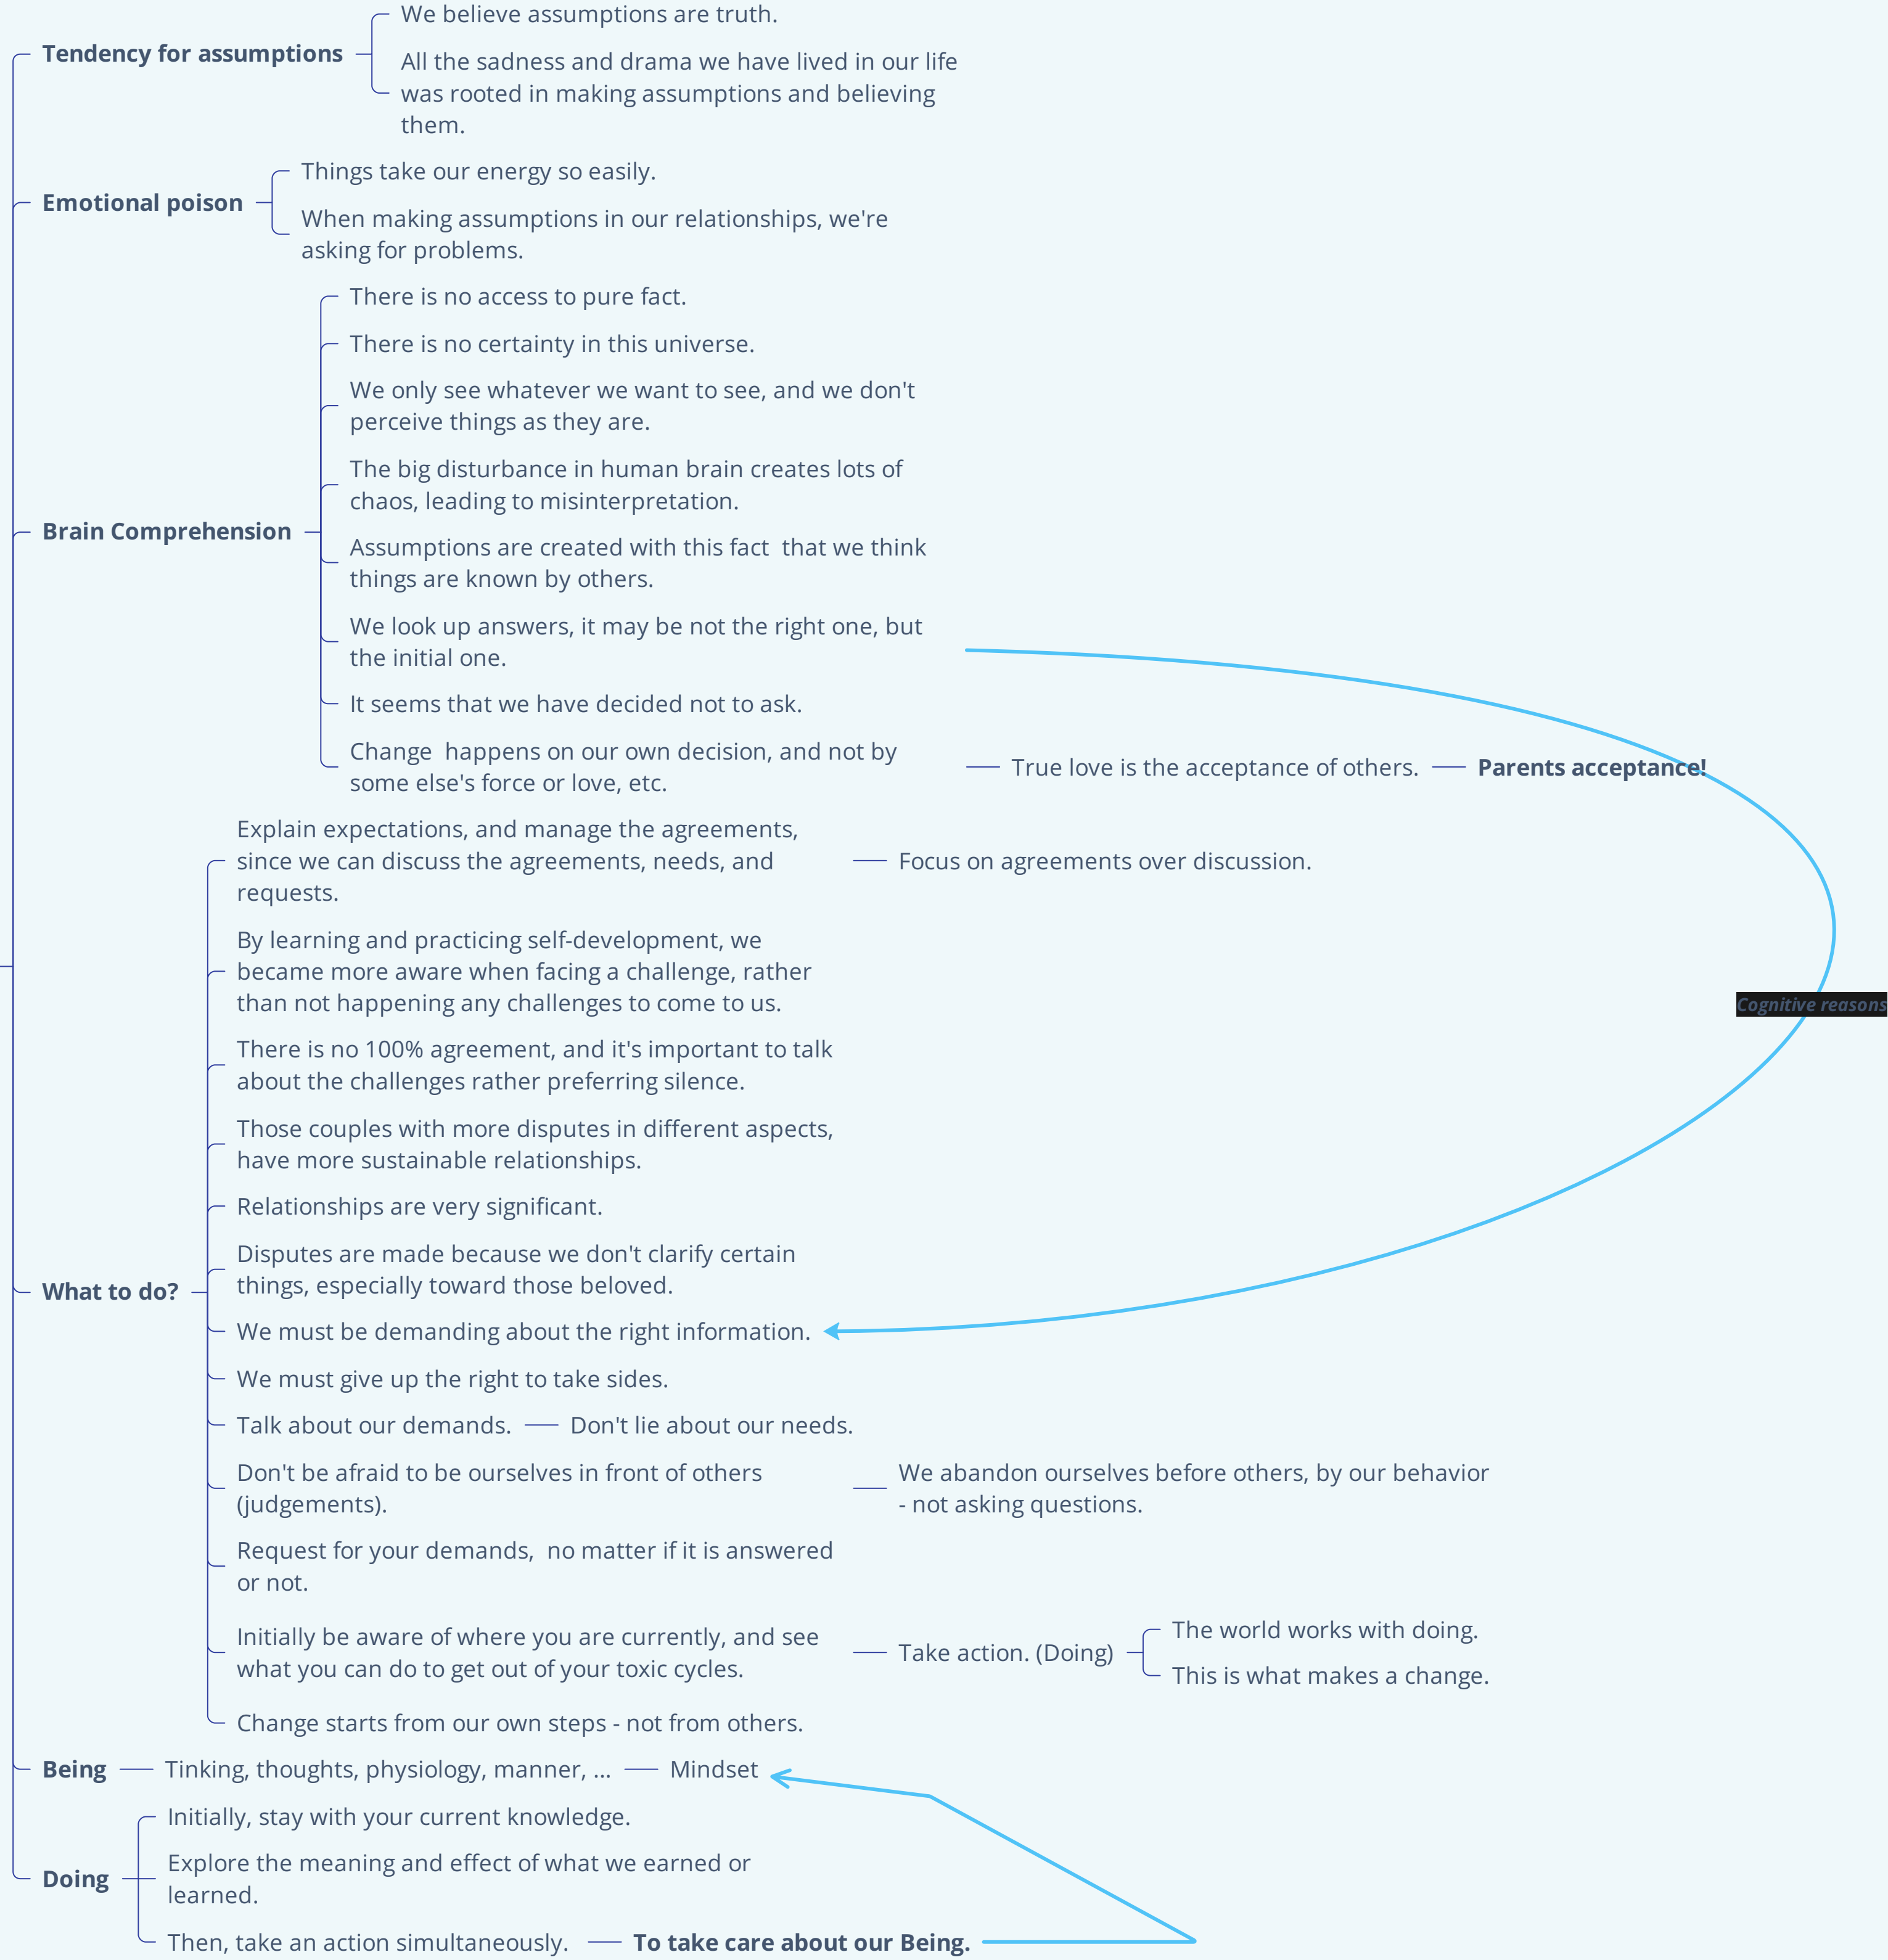 We believe assumptions are truth.
Tendency for assumptions
All the sadness and drama we have lived in our life
was rooted in making assumptions and believing
them.
Things take our energy so easily.
Emotional poison
When making assumptions in our relationships, we're
asking for problems.
There is no access to pure fact.
There is no certainty in this universe.
We only see whatever we want to see, and we don't
perceive things as they are.
The big disturbance in human brain creates lots of
chaos, leading to misinterpretation.
Brain Comprehension
Assumptions are created with this fact  that we think
things are known by others.
We look up answers, it may be not the right one, but
the initial one.
It seems that we have decided not to ask.
Change  happens on our own decision, and not by
some else's force or love, etc.
True love is the acceptance of others.
Parents acceptance!
Explain expectations, and manage the agreements,
since we can discuss the agreements, needs, and
requests.
Focus on agreements over discussion.
By learning and practicing self-development, we
became more aware when facing a challenge, rather
than not happening any challenges to come to us.
Cognitive reasons
There is no 100% agreement, and it's important to talk
about the challenges rather preferring silence.
Those couples with more disputes in different aspects,
have more sustainable relationships.
Relationships are very significant.
Disputes are made because we don't clarify certain
things, especially toward those beloved.
What to do?
We must be demanding about the right information.
We must give up the right to take sides.
Talk about our demands.
Don't lie about our needs.
Don't be afraid to be ourselves in front of others
(judgements).
We abandon ourselves before others, by our behavior
- not asking questions.
Request for your demands,  no matter if it is answered
or not.
Initially be aware of where you are currently, and see
what you can do to get out of your toxic cycles.
Take action. (Doing)
The world works with doing.
This is what makes a change.
Change starts from our own steps - not from others.
Being
Tinking, thoughts, physiology, manner, ...
Mindset
Initially, stay with your current knowledge.
Doing
Explore the meaning and effect of what we earned or
learned.
Then, take an action simultaneously.
To take care about our Being.